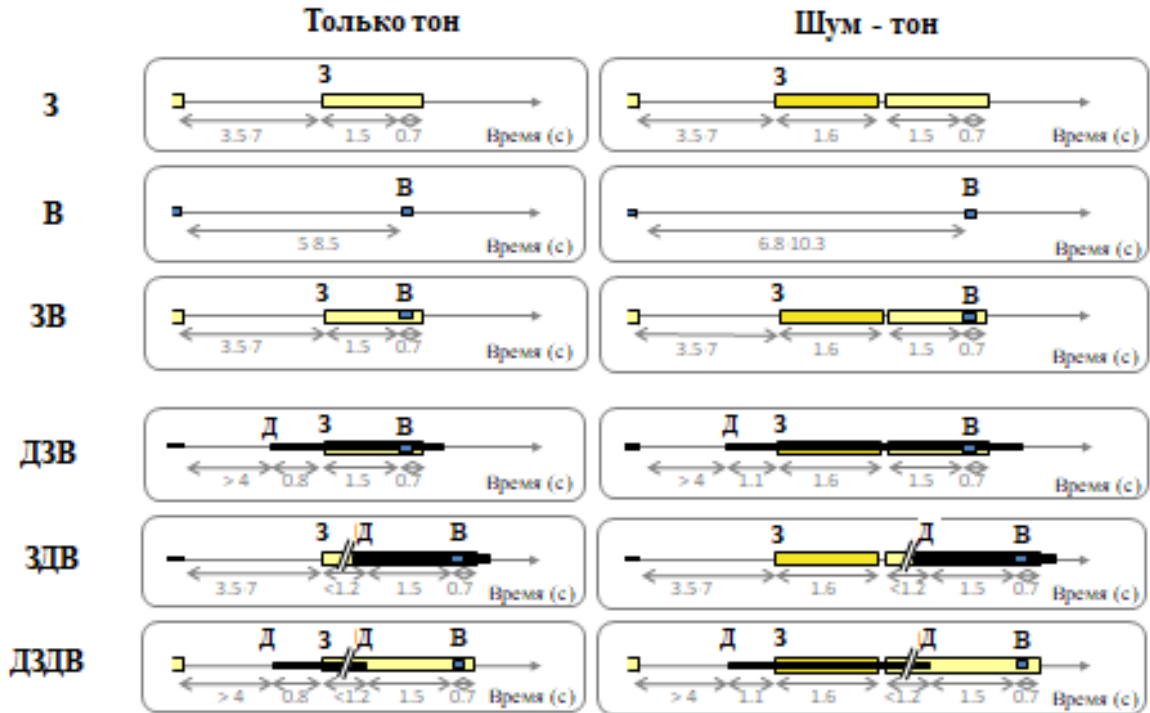 Только тон Шум - тон
З
З З
3.5-7 1.5 0.7 Время (с) 3.5-7 1.6 1.5 0.7 Время (с)
В
В В
5-8.5 Время (с) 6.8-10.3 Время (с)
ЗВ
З В З В
3.5-7 1.5 0.7 Время (с) 3.5-7 1.6 1.5 0.7 Время (с)
ДЗВ
Д З В Д З В
> 4 0.8 1.5 0.7 Время (с) > 4 1.1 1.6 1.5 0.7 Время (с)
ЗДВ
З Д В З Д В
3.5-7 <1.2 1.5 0.7 Время (с) 3.5-7 1.6 <1.2 1.5 0.7 Время (с)
ДЗДВ
Д З Д В Д З Д В
> 4 0.8 <1.2 1.5 0.7 Время (с) > 4 1.1 1.6 <1.2 1.5 0.7 Время (с)